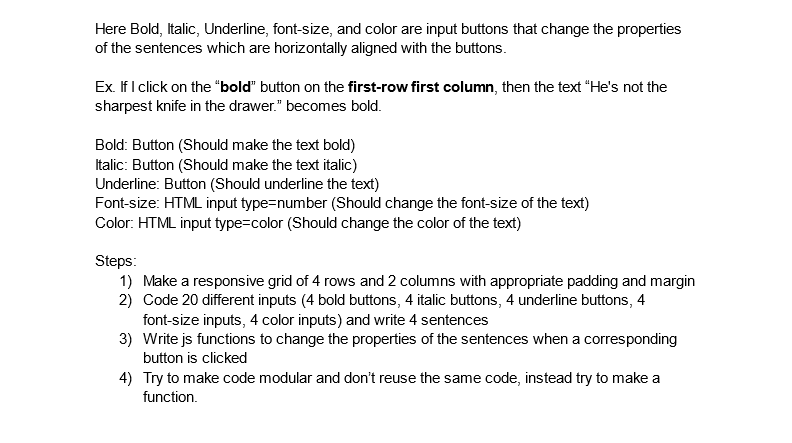 Here Bold, Italic, Underline, font-size, and color are input buttons that change the properties
of the sentences which are horizontally aligned with the buttons.
Ex. If I click on the “bold” button on the first-row first column, then the text “He's not the
sharpest knife in the drawer.” becomes bold.
Bold: Button (Should make the text bold)
Italic: Button (Should make the text italic)
Underline: Button (Should underline the text)
Font-size: HTML input type=number (Should change the font-size of the text)
Color: HTML input type=color (Should change the color of the text)
Steps:
1) Make a responsive grid of 4 rows and 2 columns with appropriate padding and margin
2) Code 20 different inputs (4 bold buttons, 4 italic buttons, 4 underline buttons, 4
font-size inputs, 4 color inputs) and write 4 sentences
3) Write js functions to change the properties of the sentences when a corresponding
button is clicked
4) Try to make code modular and don’t reuse the same code, instead try to make a
function.